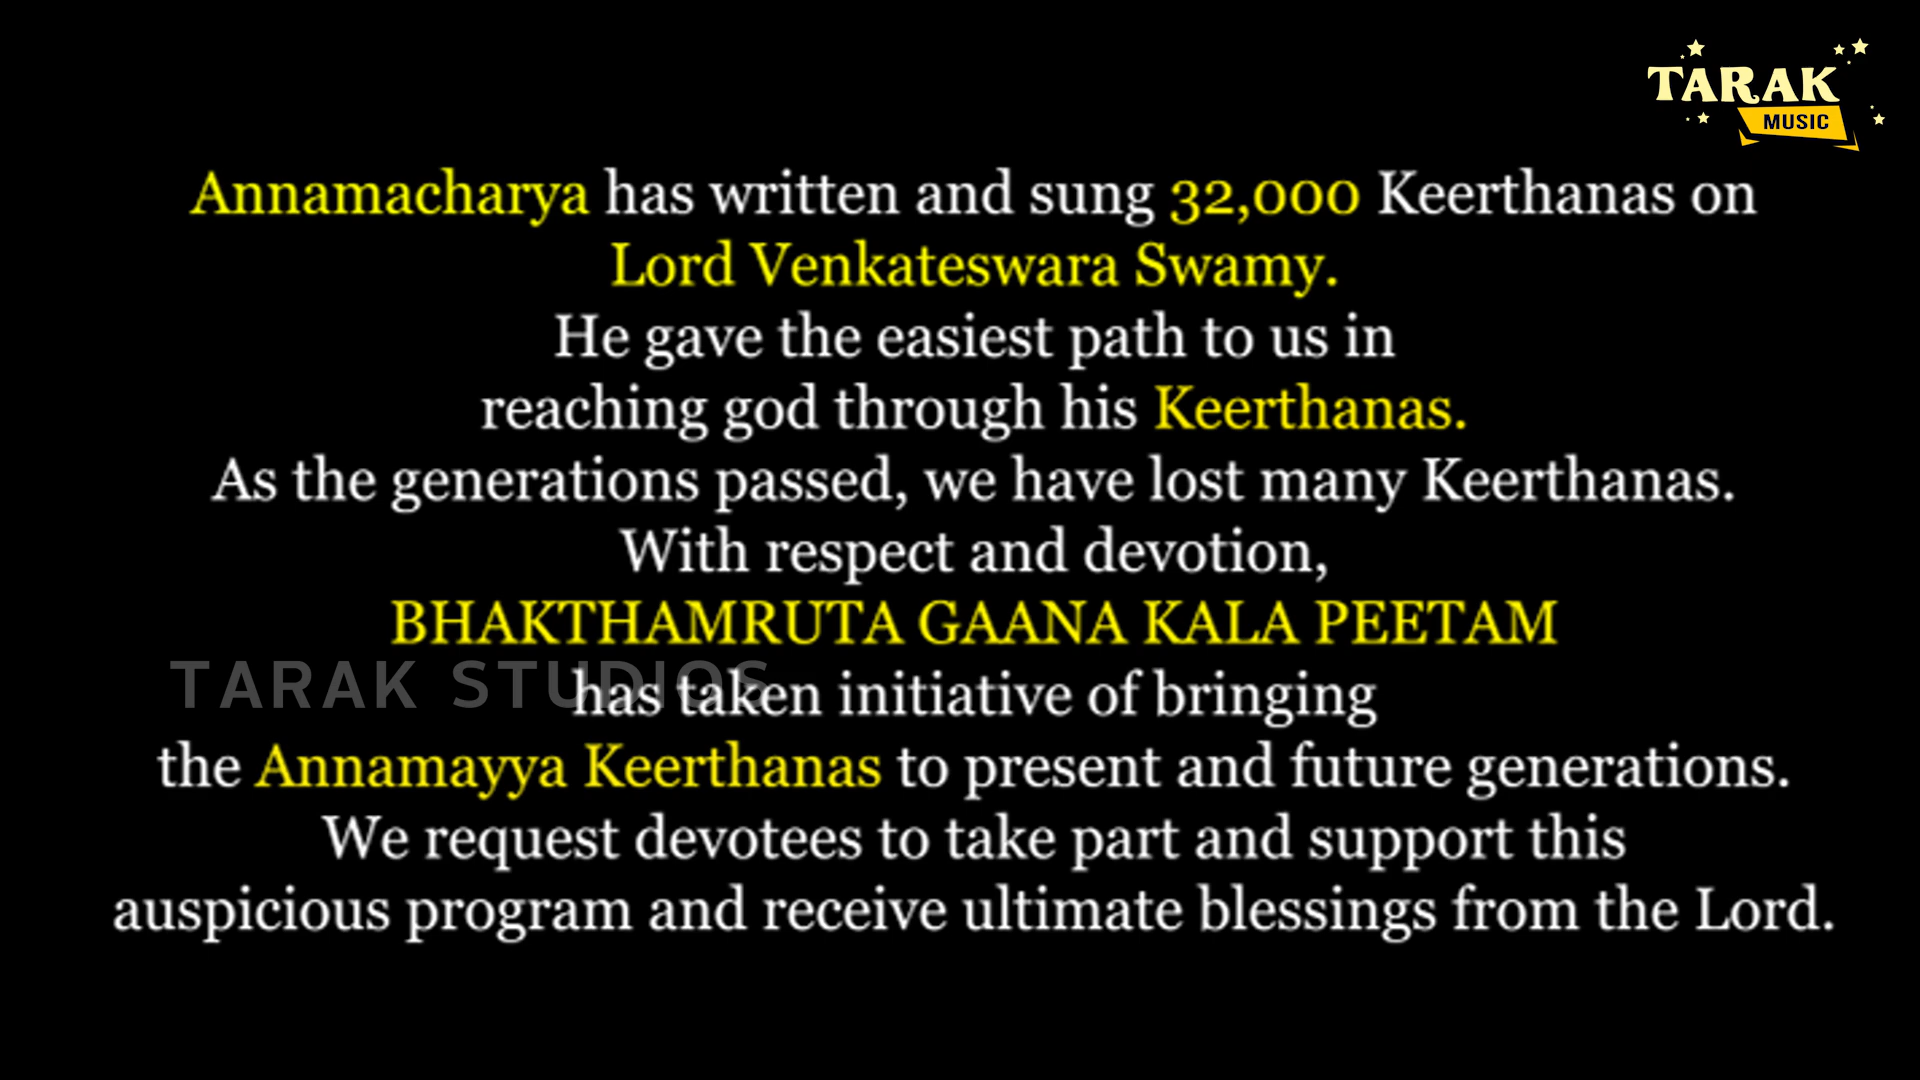 TARAK
MUSIC
Annamacharya has written and sung 32,000 Keerthanas on
Lord Venkateswara Swamy.
He gave the easiest path to us in
reaching god through his Keerthanas.
As the generations passed, we have lost many Keerthanas.
With respect and devotion,
BHAKTHAMRUTA GAANA KALA PEETAM
TARAK STUDIOS
has taken initiative of bringing
the Annamayya Keerthanas to present and future generations.
We request devotees to take part and support this
auspicious program and receive ultimate blessings from the Lord.